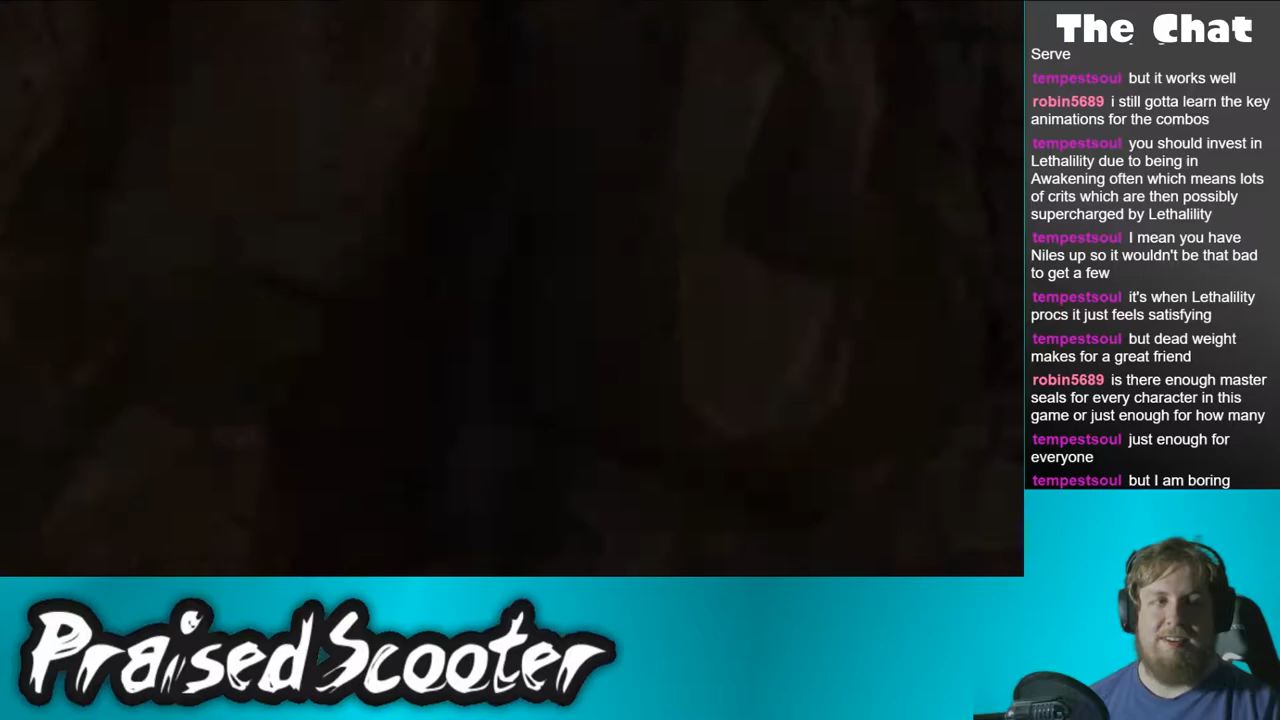 The Chat
Serve
tempestsoul but it works well
robin5689 i still gotta learn the key
animations for the combos
tempestsoul you should invest in
Lethalility due to being in
Awakening often which means lots
of crits which are then possibly
supercharged by Lethalility
tempestsoul I mean you have
Niles up so it wouldn't be that bad
to get a few
tempestsoul it's when Lethalility
procs it just feels satisfying
tempestsoul but dead weight
makes for a great friend
robin5689 is there enough master
seals for every character in this
game or just enough for how many
tempestsoul just enough for
everyone
tempestsoul but I am boring
PraisedScooter